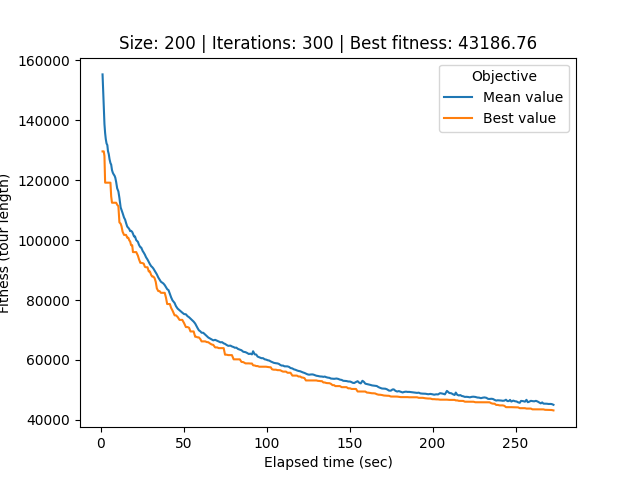 Size: 200 | Iterations: 300 | Best fitness: 43186.76
160000
140000
120000
100000
80000
60000
40000
Fitness (tour length)
Objective
Mean value
Best value
0
50
100
150
200
250
Elapsed time (sec)